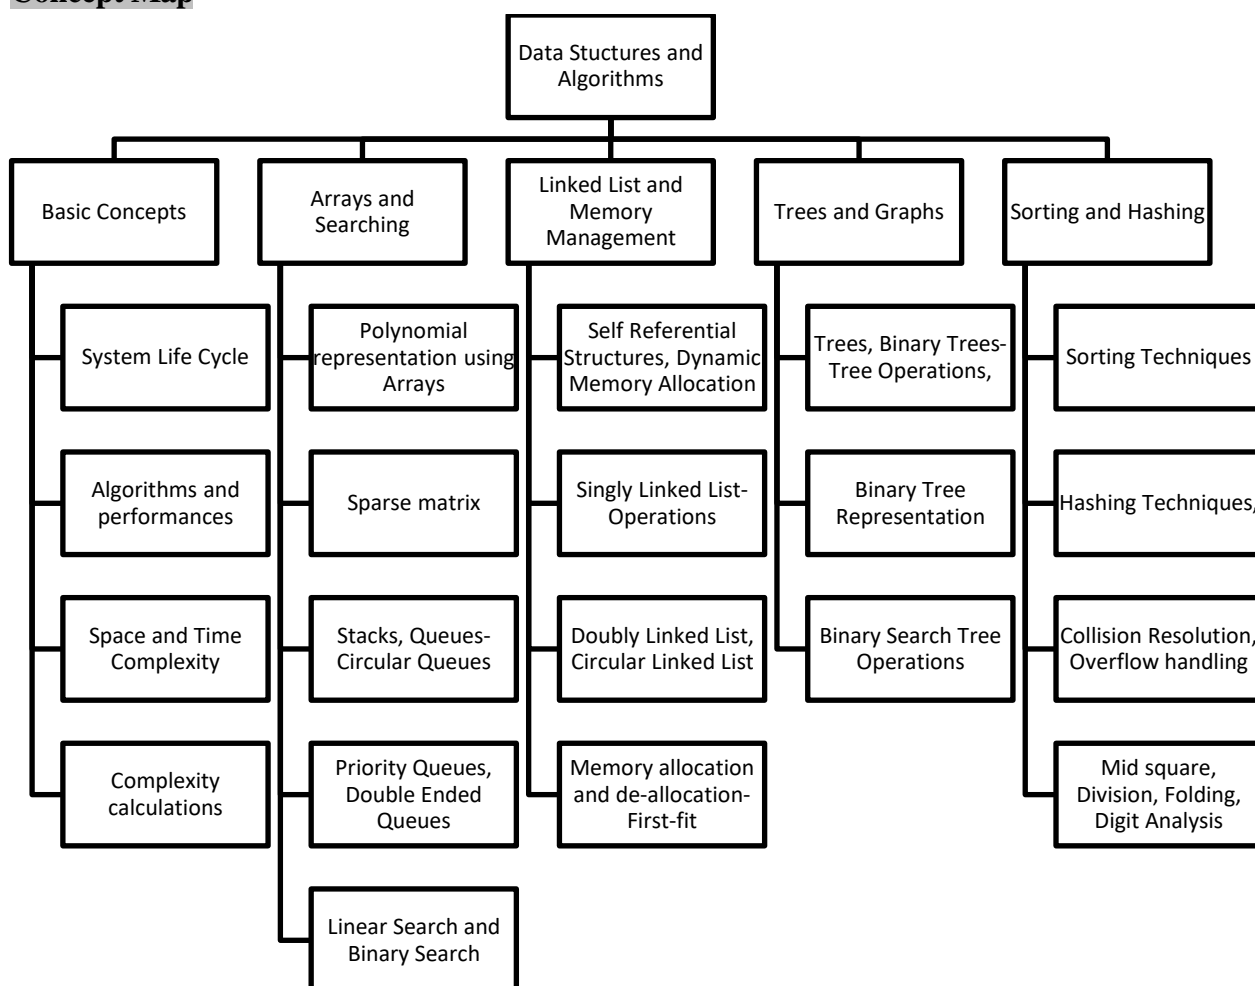 Concept Map
Data Stuctures and
Algorithms
Basic Concepts
Arrays and
Searching
Linked List and
Memory
Management
Trees and Graphs
Sorting and Hashing
System Life Cycle
Algorithms and
performances
Space and Time
Complexity
Complexity
calculations
Polynomial
representation using
Arrays
Sparse matrix
Stacks, Queues-
Circular Queues
Priority Queues,
Double Ended
Queues
Linear Search and
Binary Search
Self Referential
Structures, Dynamic
Memory Allocation
Singly Linked List-
Operations
Doubly Linked List,
Circular Linked List
Memory allocation
and de-allocation-
First-fit
Trees, Binary Trees-
Tree Operations,
Binary Tree
Representation
Binary Search Tree
Operations
Sorting Techniques
Hashing Techniques,
Collision Resolution,
Overflow handling
Mid square,
Division, Folding,
Digit Analysis